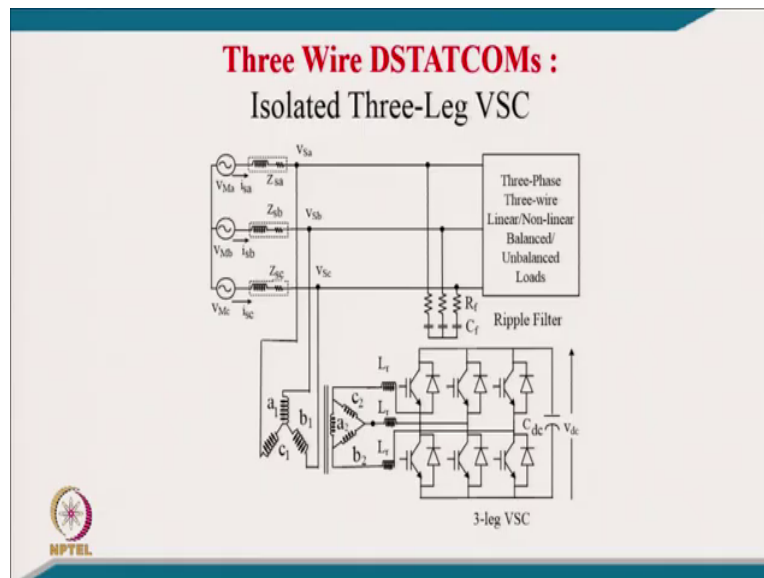 Three Wire DSTATCOMs :
Isolated Three-Leg VSC
vSa
vMa isa Zsa
Zsb vSb
vMb isb
Zsc vSc
vMc isc
Three-Phase
Three-wire
Linear/Non-linear
Balanced/
Unbalanced
Loads
Rf
Cf
Ripple Filter
a1
b1
c1
c2
a2
b2
Lr
Lr
Lr
Cdc
vdc
3-leg VSC
NPTEL